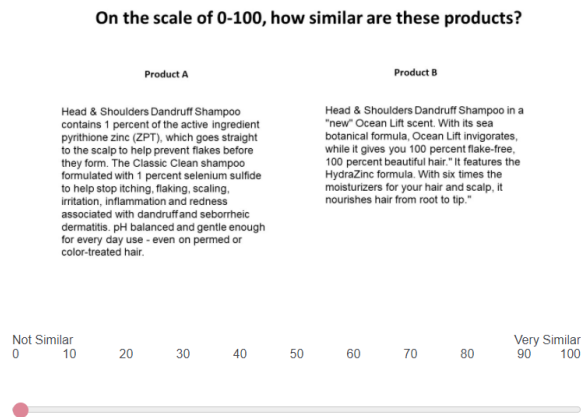 On the scale of 0-100, how similar are these products?
Product A
Head & Shoulders Dandruff Shampoo
contains 1 percent of the active ingredient
pyrithione zinc (ZPT), which goes straight
to the scalp to help prevent flakes before
they form. The Classic Clean shampoo
formulated with 1 percent selenium sulfide
to help stop itching, flaking, scaling,
irritation, inflammation and redness
associated with dandruff and seborrheic
dermatitis. pH balanced and gentle enough
for every day use - even on permed or
color-treated hair.
Product B
Head & Shoulders Dandruff Shampoo in a
"new" Ocean Lift scent. With its sea
botanical formula, Ocean Lift invigorates,
while it gives you 100 percent flake-free,
100 percent beautiful hair." It features the
HydraZinc formula. With six times the
moisturizers for your hair and scalp, it
nourishes hair from root to tip."
Not Similar Very Similar
0 10 20 30 40 50 60 70 80 90 100